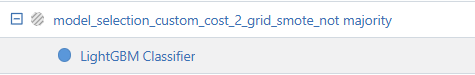 model_selection_custom_cost_2_grid_smote_not majority
LightGBM Classifier